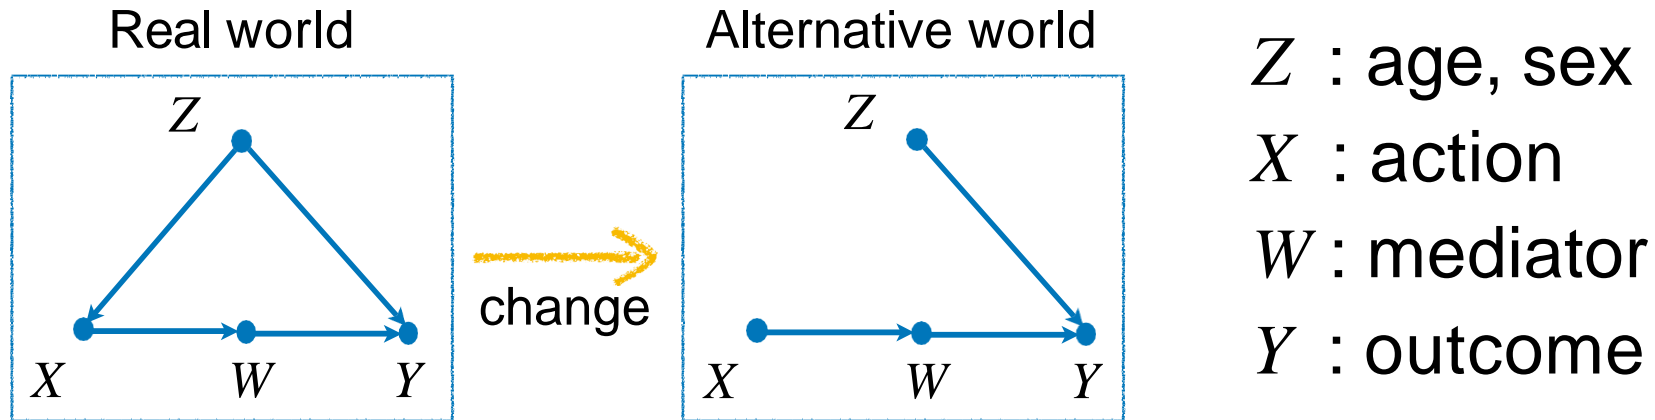 Real world
Z
X W Y
change
Alternative world
Z
X W Y
Z : age, sex
X : action
W : mediator
Y : outcome